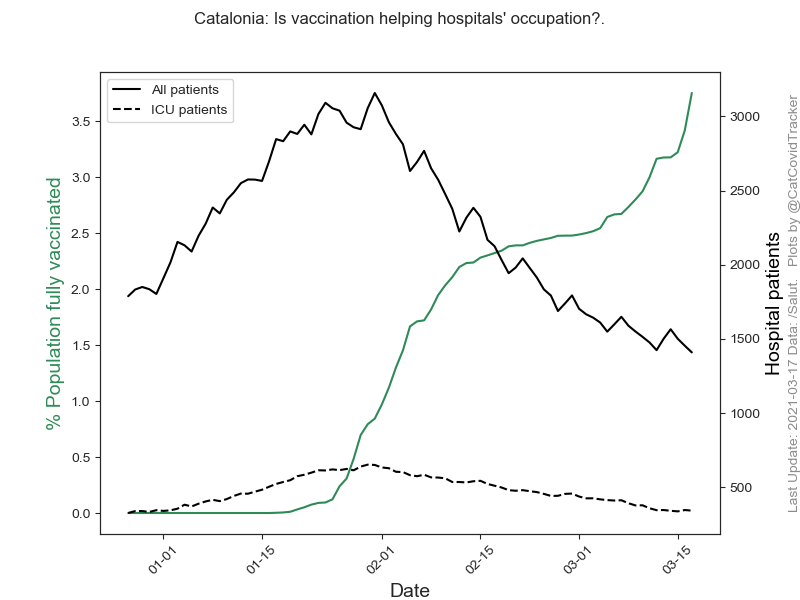 Catalonia: Is vaccination helping hospitals' occupation?.
All patients
ICU patients
% Population fully vaccinated
3.5
3.0
2.5
2.0
1.5
1.0
0.5
0.0
3000
2500
2000
1500
1000
500
Hospital patients
Last Update: 2021-03-17 Data: /Salut. Plots by @CatCovidTracker
01-01
01-15
02-01
02-15
03-01
03-15
Date